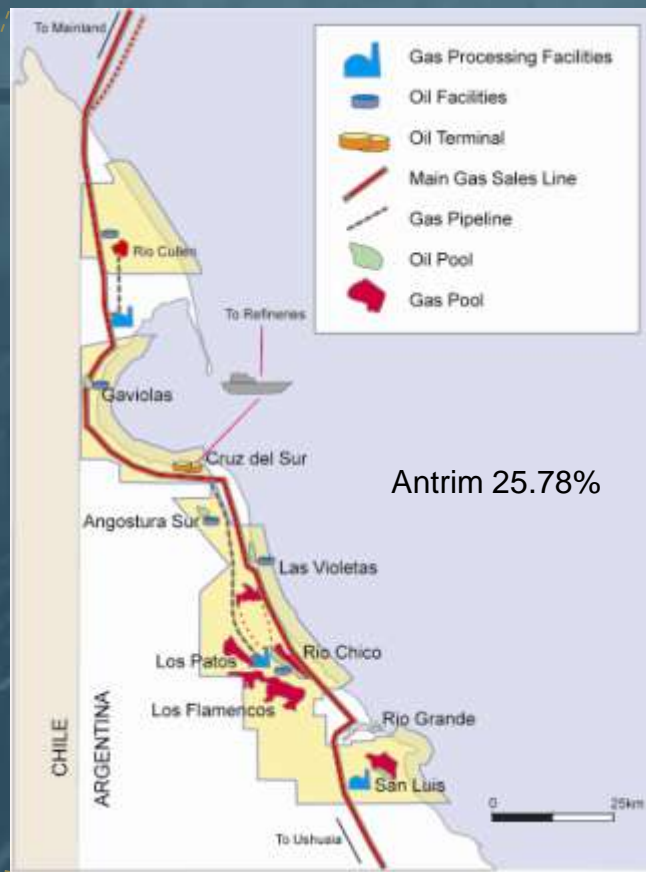 To Mainland
Gas Processing Facilities
Oil Facilities
Oil Terminal
Main Gas Sales Line
Gas Pipeline
Oil Pool
Gas Pool
Rio Cullen
To Refineries
Gaviolas
Cruz del Sur
Antrim 25.78%
Angostura Sur
Las Violetas
Rio Chico
Los Patos
Los Flamencos
Rio Grande
San Luis
CHILE
ARGENTINA
0 25km
To Ushuaia